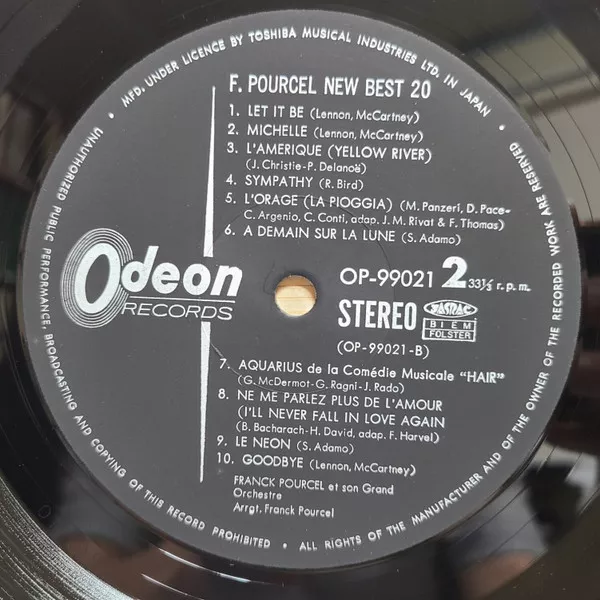 MFD. UNDER LICENCE BY TOSHIBA MUSICAL INDUSTRIES LTD. IN JAPAN •
F. POURCEL NEW BEST 20
1. LET IT BE (Lennon, McCartney)
2. MICHELLE (Lennon, McCartney)
3. L'AMERIQUE (YELLOW RIVER)
(J. Christie-P. Delanoë)
4. SYMPATHY (R. Bird)
5. L'ORAGE (LA PIOGGIA) (M. Panzeri, D. Pace-
C. Argenio, C. Conti, adap. J. M. Rivat & F. Thomas)
6. A DEMAIN SUR LA LUNE (S. Adamo)
Odeon
RECORDS
OP-99021 2 33⅓ r.p.m.
STEREO
JASRAC
BIEM
FOLSTER
(OP-99021-B)
7. AQUARIUS de la Comédie Musicale "HAIR"
(G. McDermot-G. Ragni-J. Rado)
8. NE ME PARLEZ PLUS DE L'AMOUR
(I'LL NEVER FALL IN LOVE AGAIN)
(B. Bacharach-H. David, adap. F. Harvel)
9. LE NEON (S. Adamo)
10. GOODBYE (Lennon, McCartney)
FRANCK POURCEL et son Grand
Orchestre
Arrgt. Franck Pourcel
UNAUTHORIZED PUBLIC PERFORMANCE, BROADCASTING AND COPYING OF THIS RECORD PROHIBITED • ALL RIGHTS OF THE MANUFACTURER AND OF THE OWNER OF THE RECORDED WORK ARE RESERVED •